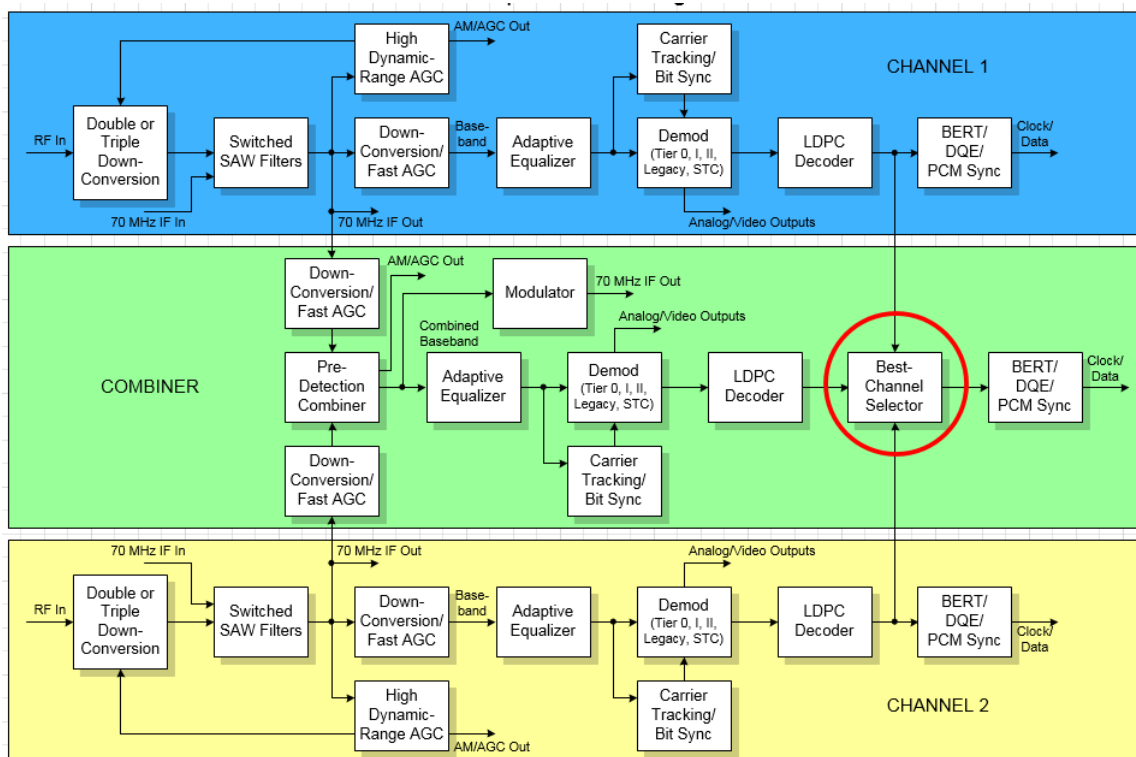 AM/AGC Out
High
Dynamic-
Range AGC
Carrier
Tracking/
Bit Sync
CHANNEL 1
RF In
Double or
Triple
Down-
Conversion
Switched
SAW Filters
Down-
Conversion/
Fast AGC
Base-
band
Adaptive
Equalizer
Demod
(Tier 0, I, II,
Legacy, STC)
LDPC
Decoder
BERT/
DQE/
PCM Sync
Clock/
Data
70 MHz IF In
70 MHz IF Out
Analog/Video Outputs
COMBINER
Down-
Conversion/
Fast AGC
AM/AGC Out
Modulator
70 MHz IF Out
Pre-
Detection
Combiner
Combined
Baseband
Adaptive
Equalizer
Analog/Video Outputs
Demod
(Tier 0, I, II,
Legacy, STC)
LDPC
Decoder
Best-
Channel
Selector
BERT/
DQE/
PCM Sync
Clock/
Data
Down-
Conversion/
Fast AGC
Carrier
Tracking/
Bit Sync
70 MHz IF In
70 MHz IF Out
Analog/Video Outputs
RF In
Double or
Triple
Down-
Conversion
Switched
SAW Filters
Down-
Conversion/
Fast AGC
Base-
band
Adaptive
Equalizer
Demod
(Tier 0, I, II,
Legacy, STC)
LDPC
Decoder
BERT/
DQE/
PCM Sync
Clock/
Data
High
Dynamic-
Range AGC
AM/AGC Out
Carrier
Tracking/
Bit Sync
CHANNEL 2